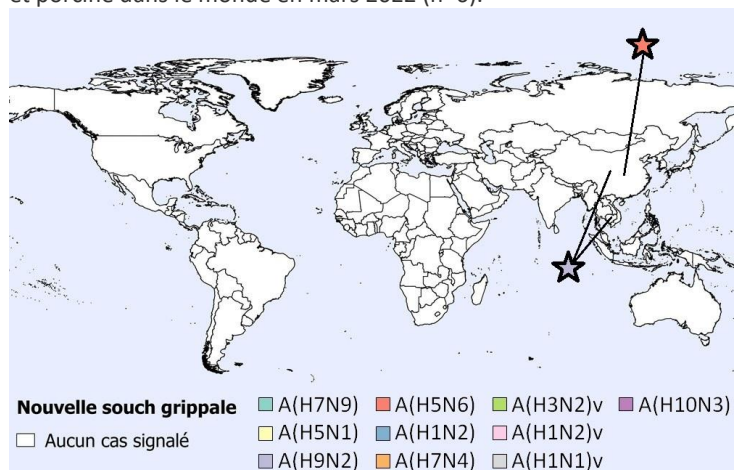 et porcine dans le monde en mars 2022 (n=6).
Nouvelle souch grippale
Aucun cas signalé
A(H7N9) A(H5N6) A(H3N2)v A(H10N3)
A(H5N1) A(H1N2) A(H1N2)v
A(H9N2) A(H7N4) A(H1N1)v